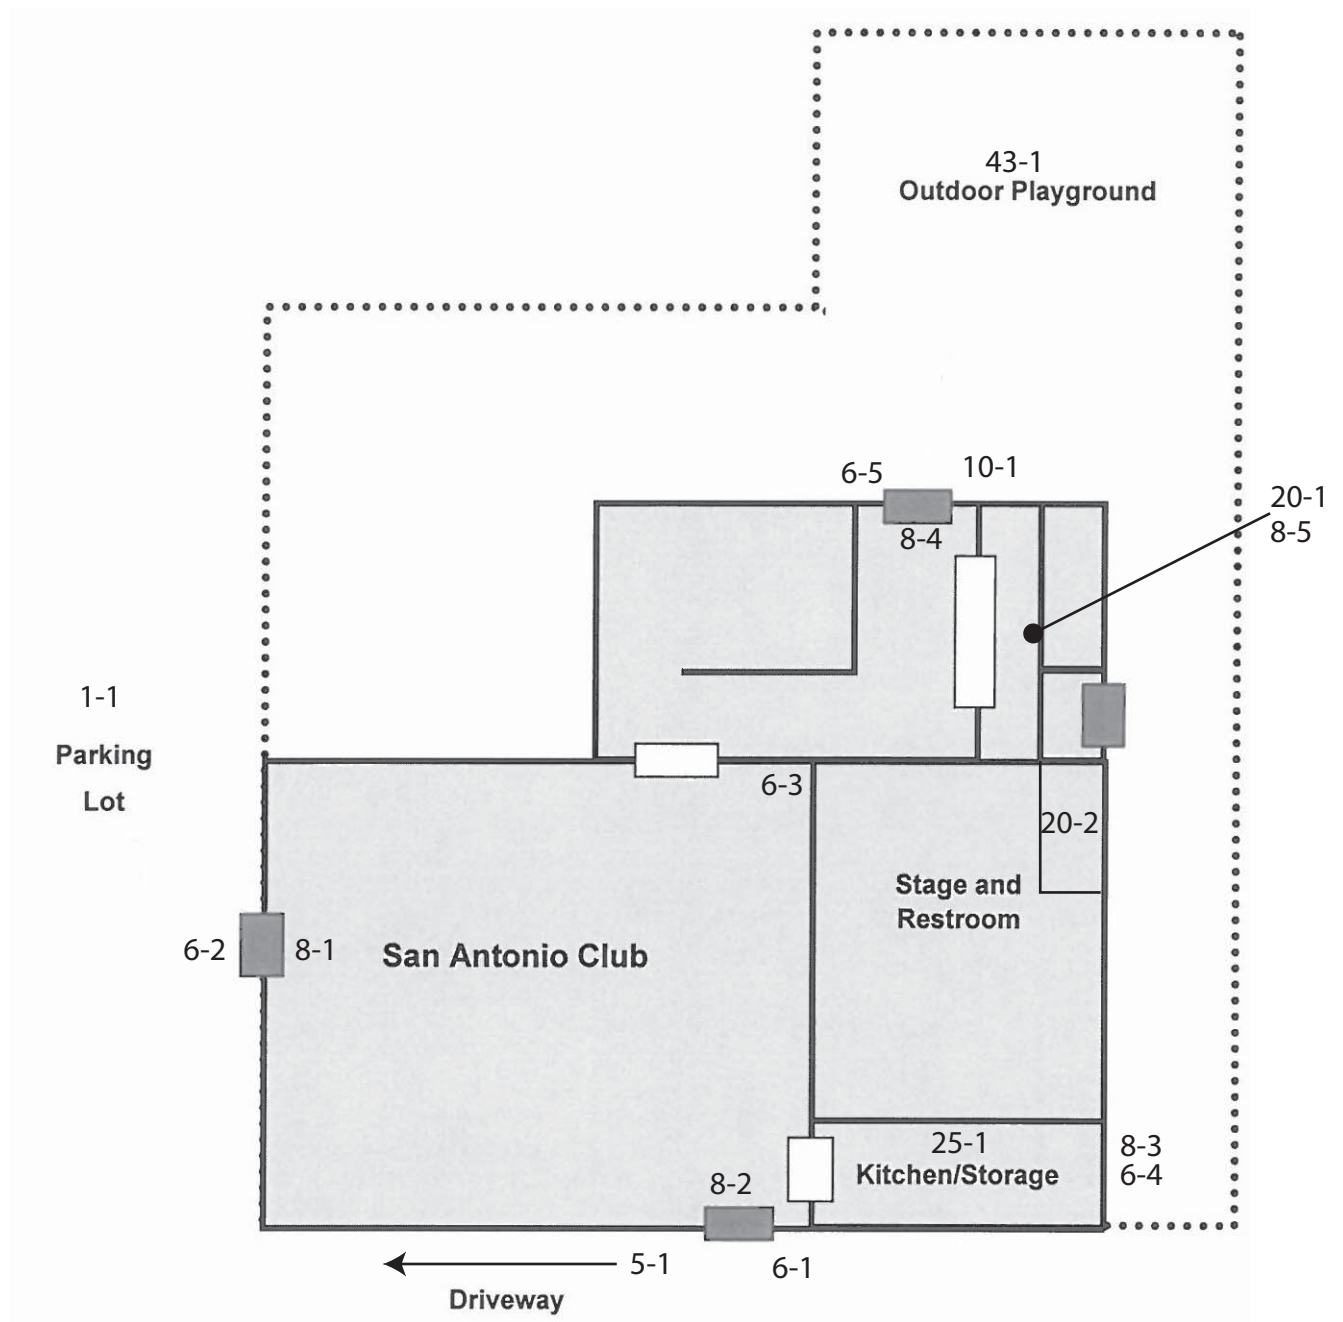 43-1
Outdoor Playground
6-5
10-1
20-1
8-5
8-4
1-1
Parking
Lot
6-3
20-2
Stage and
Restroom
6-2
8-1
San Antonio Club
25-1
Kitchen/Storage
8-3
6-4
8-2
5-1
6-1
Driveway